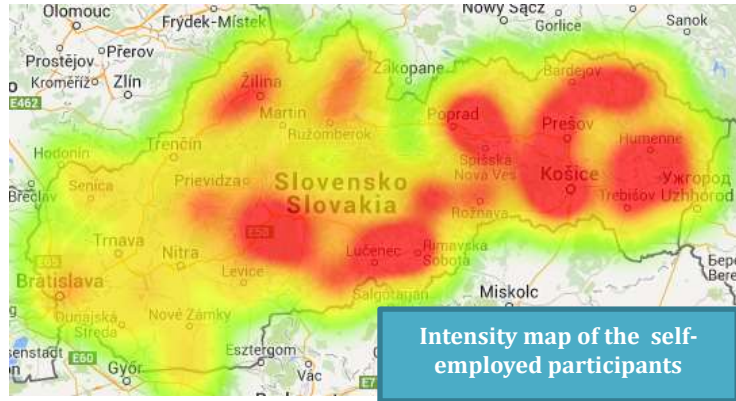 Olomouc
Frýdek-Místek
Nowy Sącz
Gorlice
Sanok
Prostějov
Přerov
Kroměříž
Zlín
E462
Zakopane
Žilina
Bardejov
Martin
Ružomberok
Poprad
Prešov
Hodonín
Trenčín
Spišská
Nová Ves
Humenné
Břeclav
Senica
Prievidza
Slovensko
Slovakia
Košice
Ужгород
Uzhhorod
Trebišov
Rožňava
Trnava
Nitra
Lučenec
Rimavská
Sobota
Levice
Bratislava
Salgótarján
Miskolc
Dunajská
Streda
Nové Zámky
Esztergom
Vác
Győr
E60
Intensity map of the self-
employed participants